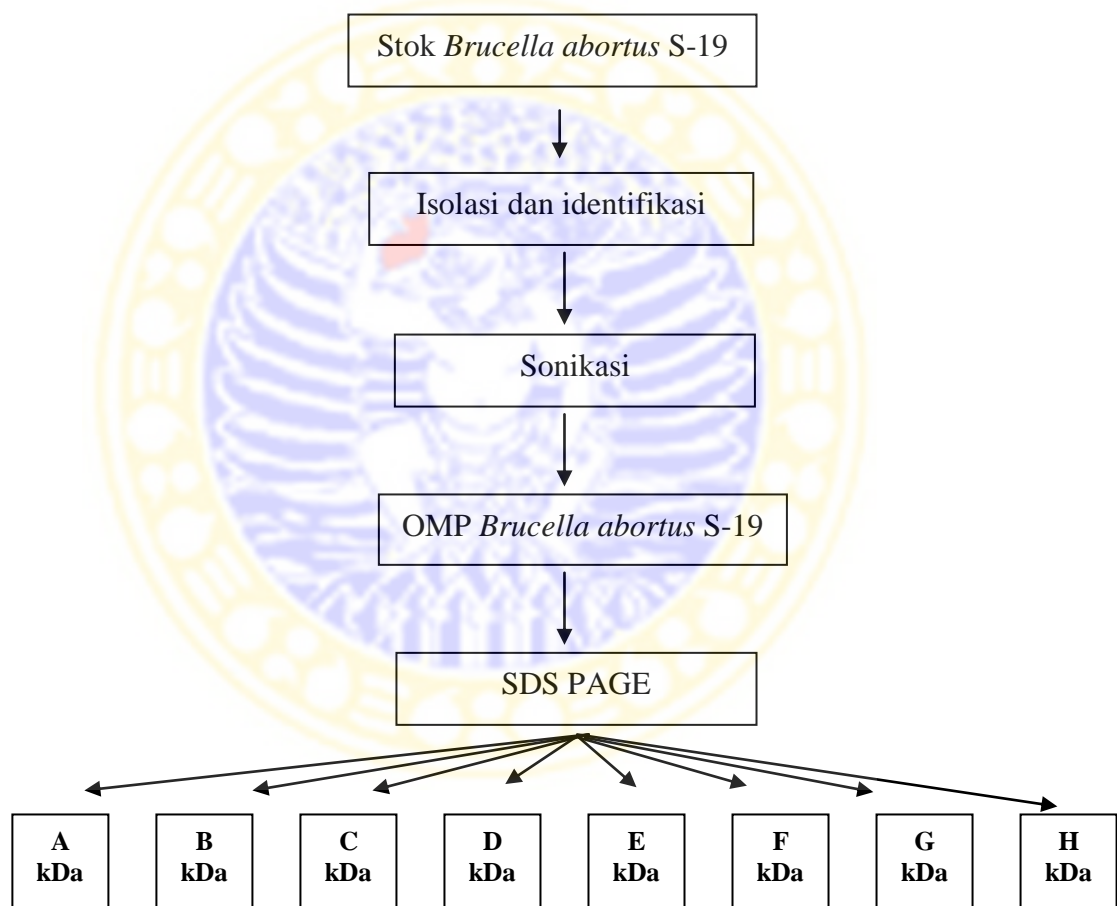 Stok Brucella abortus S-19
Isolasi dan identifikasi
Sonikasi
OMP Brucella abortus S-19
SDS PAGE
A
kDa
B
kDa
C
kDa
D
kDa
E
kDa
F
kDa
G
kDa
H
kDa